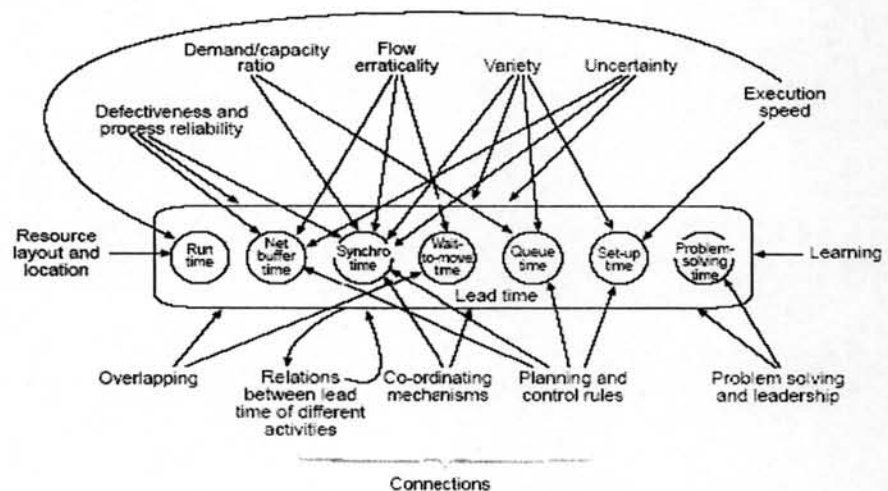 Demand/capacity
ratio
Flow
erraticality
Variety
Uncertainty
Execution
speed
Defectiveness and
process reliability
Resource
layout and
location
Run
time
Net
buffer
time
Synchro
time
Wait-
to-move
time
Queue
time
Set-up
time
Problem-
solving
time
Learning
Lead time
Overlapping
Relations
between lead
time of different
activities
Co-ordinating
mechanisms
Planning and
control rules
Problem solving
and leadership
Connections